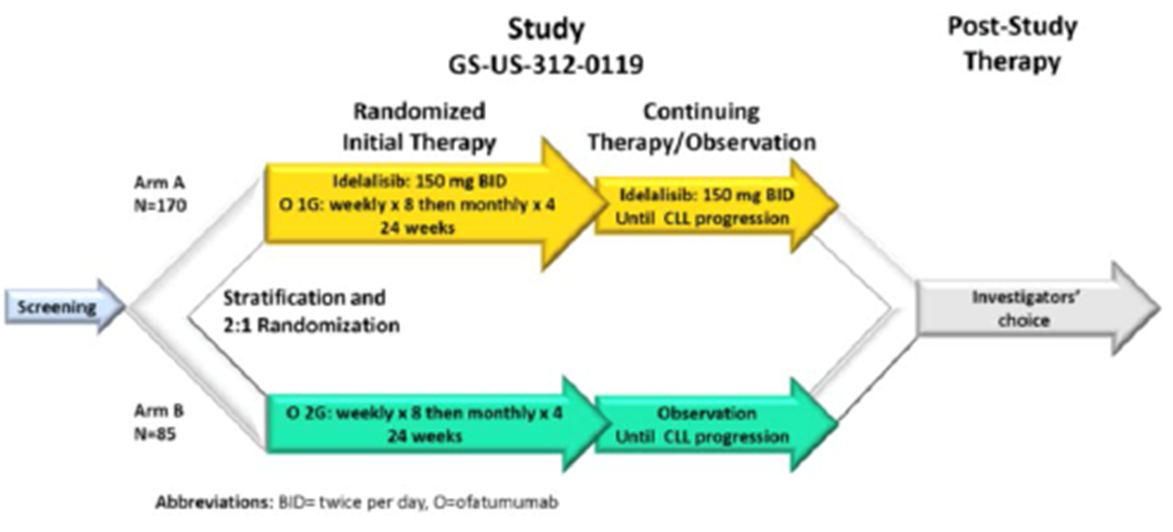 Study
GS-US-312-0119
Post-Study
Therapy
Randomized
Initial Therapy
Continuing
Therapy/Observation
Arm A
N=170
Idelalisib: 150 mg BID
O 1G: weekly x 8 then monthly x 4
24 weeks
Idelalisib: 150 mg BID
Until CLL progression
Screening
Stratification and
2:1 Randomization
Investigators'
choice
Arm B
N=85
O 2G: weekly x 8 then monthly x 4
24 weeks
Observation
Until CLL progression
Abbreviations: BID= twice per day, O=ofatumumab